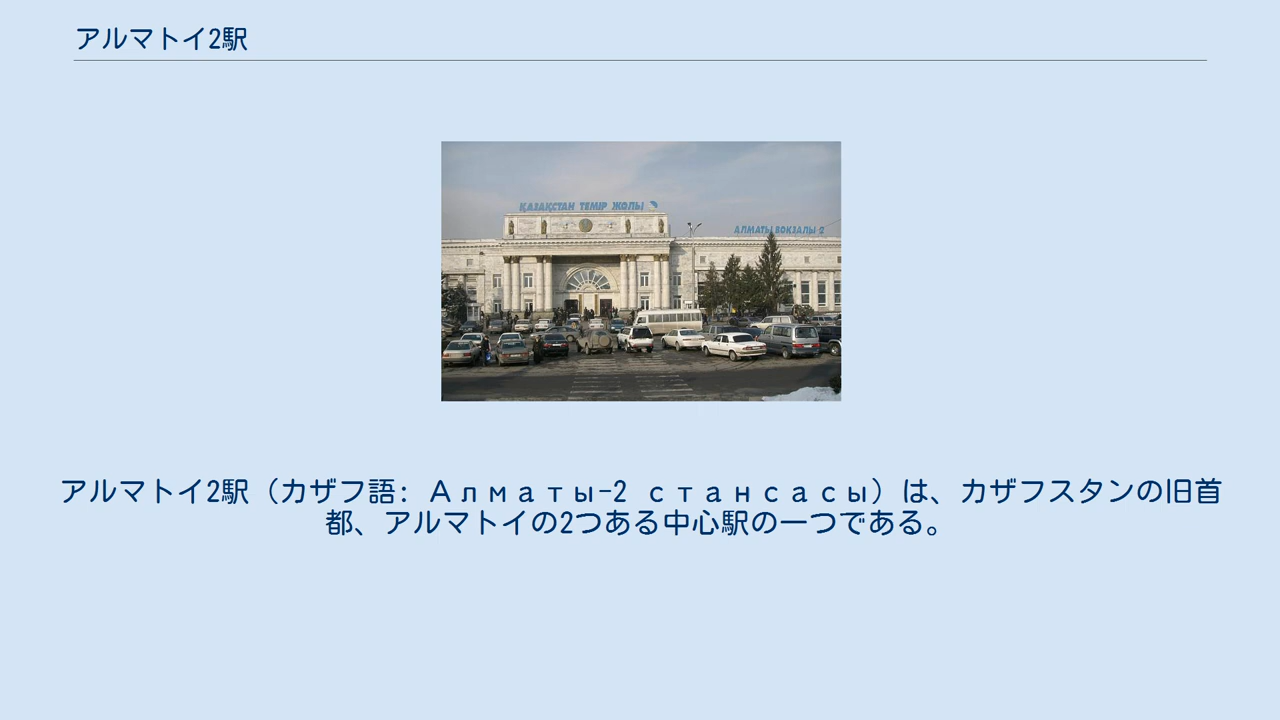 アルマトイ2駅
ҚАЗАҚСТАН ТЕМІР ЖОЛЫ
АЛМАТЫ ВОКЗАЛЫ-2
アルマトイ2駅（カザフ語: Алматы-2 стансасы）は、カザフスタンの旧首
都、アルマトイの2つある中心駅の一つである。